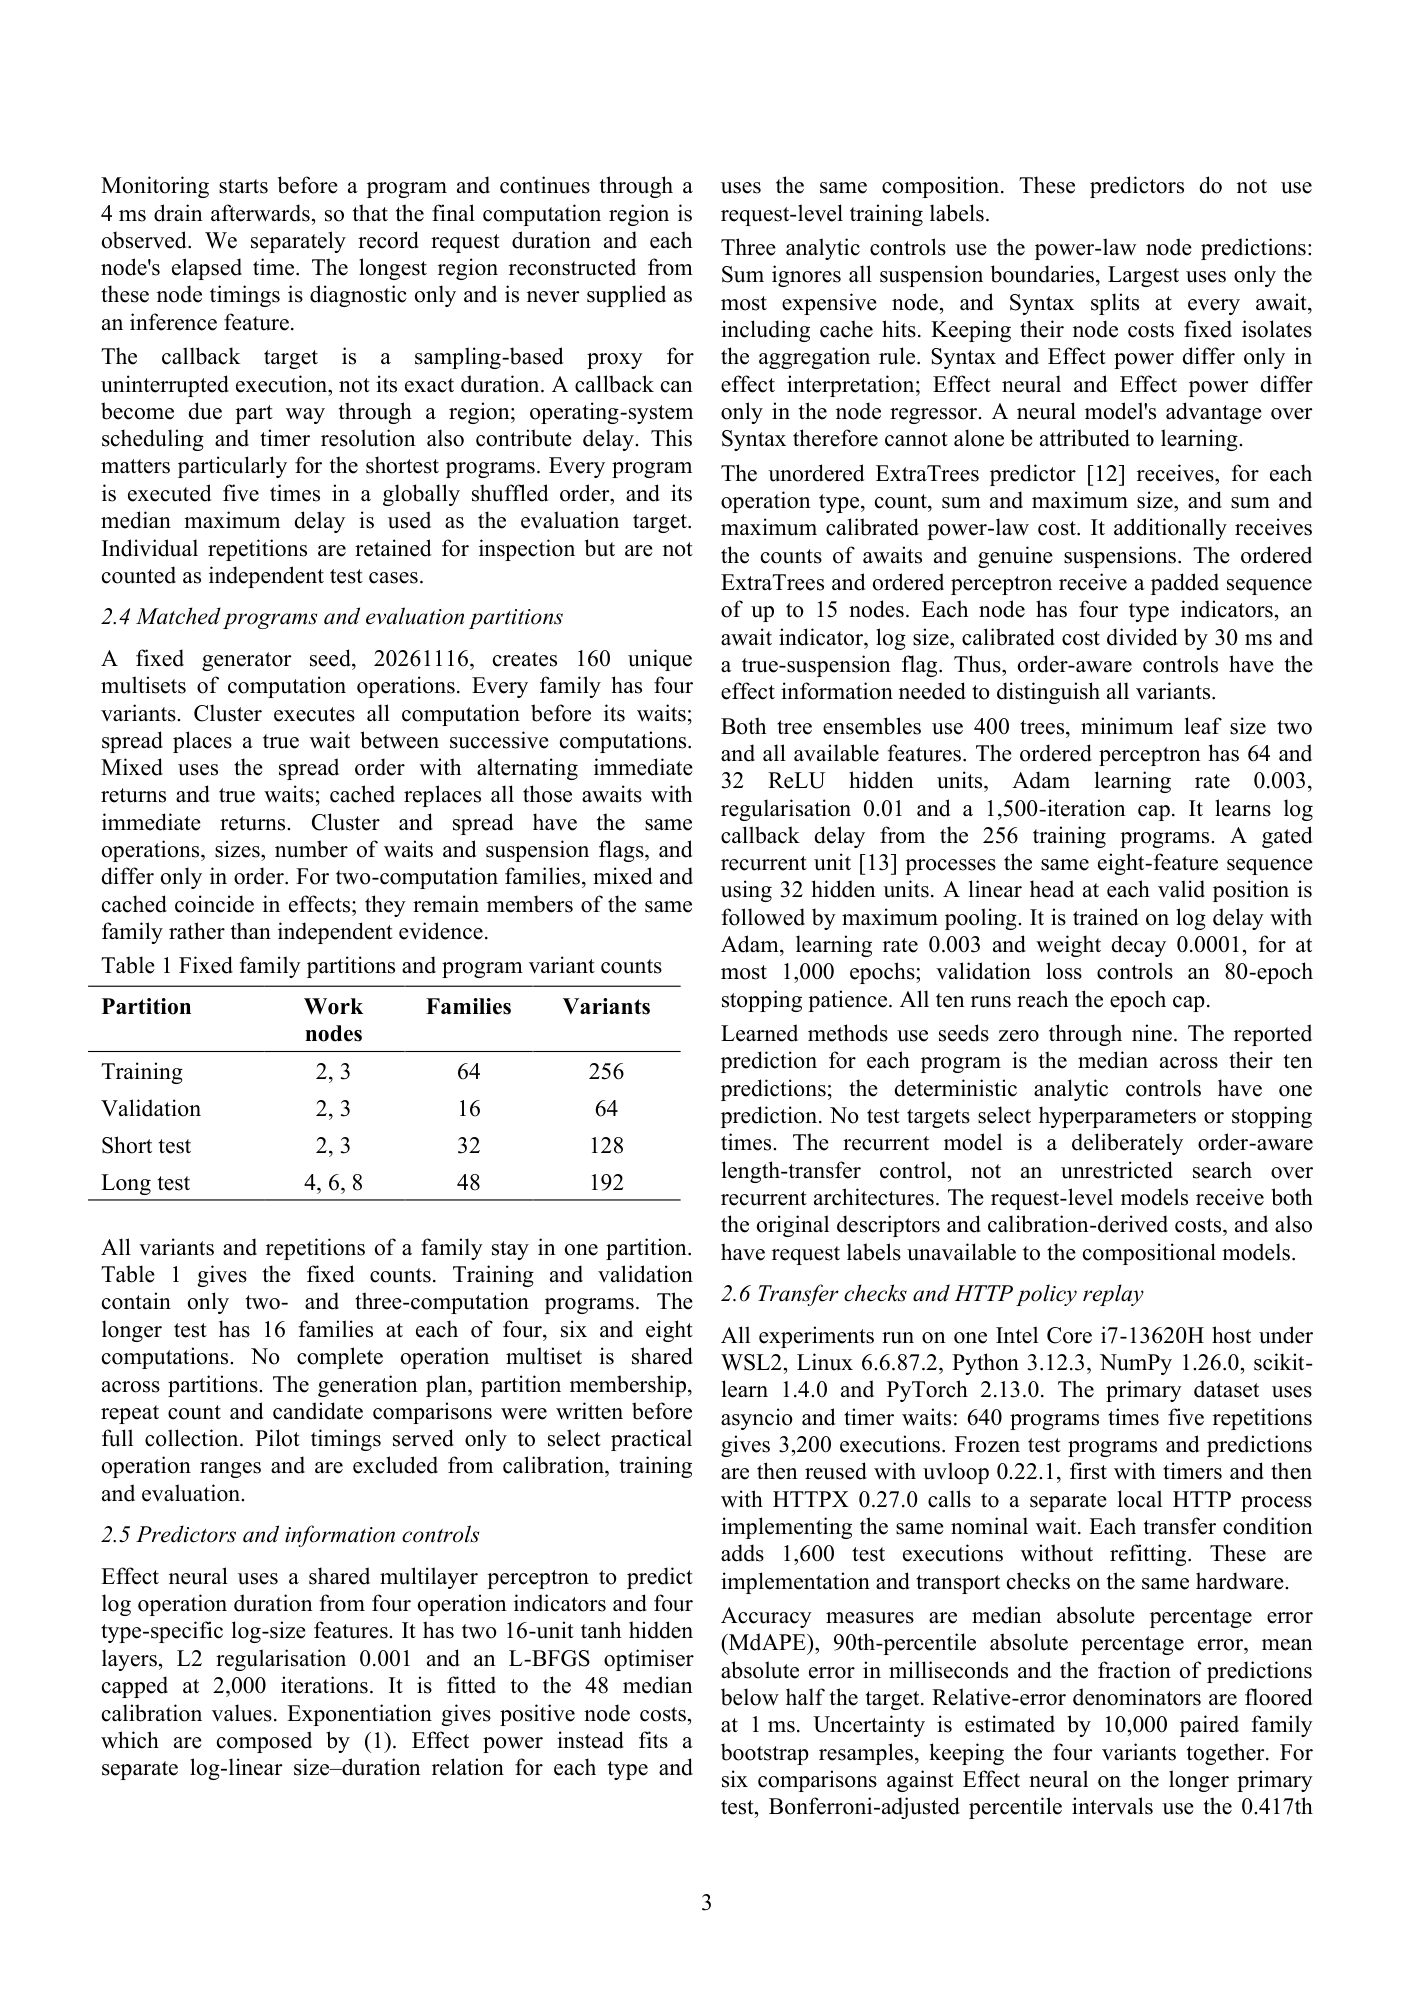 Monitoring starts before a program and continues through a
4 ms drain afterwards, so that the final computation region is
observed. We separately record request duration and each
node's elapsed time. The longest region reconstructed from
these node timings is diagnostic only and is never supplied as
an inference feature.
The callback target is a sampling-based proxy for
uninterrupted execution, not its exact duration. A callback can
become due part way through a region; operating-system
scheduling and timer resolution also contribute delay. This
matters particularly for the shortest programs. Every program
is executed five times in a globally shuffled order, and its
median maximum delay is used as the evaluation target.
Individual repetitions are retained for inspection but are not
counted as independent test cases.
2.4 Matched programs and evaluation partitions
A fixed generator seed, 20261116, creates 160 unique
multisets of computation operations. Every family has four
variants. Cluster executes all computation before its waits;
spread places a true wait between successive computations.
Mixed uses the spread order with alternating immediate
returns and true waits; cached replaces all those awaits with
immediate returns. Cluster and spread have the same
operations, sizes, number of waits and suspension flags, and
differ only in order. For two-computation families, mixed and
cached coincide in effects; they remain members of the same
family rather than independent evidence.
Table 1 Fixed family partitions and program variant counts
Partition Work nodes Families Variants
Training 2, 3 64 256
Validation 2, 3 16 64
Short test 2, 3 32 128
Long test 4, 6, 8 48 192
All variants and repetitions of a family stay in one partition.
Table 1 gives the fixed counts. Training and validation
contain only two- and three-computation programs. The
longer test has 16 families at each of four, six and eight
computations. No complete operation multiset is shared
across partitions. The generation plan, partition membership,
repeat count and candidate comparisons were written before
full collection. Pilot timings served only to select practical
operation ranges and are excluded from calibration, training
and evaluation.
2.5 Predictors and information controls
Effect neural uses a shared multilayer perceptron to predict
log operation duration from four operation indicators and four
type-specific log-size features. It has two 16-unit tanh hidden
layers, L2 regularisation 0.001 and an L-BFGS optimiser
capped at 2,000 iterations. It is fitted to the 48 median
calibration values. Exponentiation gives positive node costs,
which are composed by (1). Effect power instead fits a
separate log-linear size–duration relation for each type and
uses the same composition. These predictors do not use
request-level training labels.
Three analytic controls use the power-law node predictions:
Sum ignores all suspension boundaries, Largest uses only the
most expensive node, and Syntax splits at every await,
including cache hits. Keeping their node costs fixed isolates
the aggregation rule. Syntax and Effect power differ only in
effect interpretation; Effect neural and Effect power differ
only in the node regressor. A neural model's advantage over
Syntax therefore cannot alone be attributed to learning.
The unordered ExtraTrees predictor [12] receives, for each
operation type, count, sum and maximum size, and sum and
maximum calibrated power-law cost. It additionally receives
the counts of awaits and genuine suspensions. The ordered
ExtraTrees and ordered perceptron receive a padded sequence
of up to 15 nodes. Each node has four type indicators, an
await indicator, log size, calibrated cost divided by 30 ms and
a true-suspension flag. Thus, order-aware controls have the
effect information needed to distinguish all variants.
Both tree ensembles use 400 trees, minimum leaf size two
and all available features. The ordered perceptron has 64 and
32 ReLU hidden units, Adam learning rate 0.003,
regularisation 0.01 and a 1,500-iteration cap. It learns log
callback delay from the 256 training programs. A gated
recurrent unit [13] processes the same eight-feature sequence
using 32 hidden units. A linear head at each valid position is
followed by maximum pooling. It is trained on log delay with
Adam, learning rate 0.003 and weight decay 0.0001, for at
most 1,000 epochs; validation loss controls an 80-epoch
stopping patience. All ten runs reach the epoch cap.
Learned methods use seeds zero through nine. The reported
prediction for each program is the median across their ten
predictions; the deterministic analytic controls have one
prediction. No test targets select hyperparameters or stopping
times. The recurrent model is a deliberately order-aware
length-transfer control, not an unrestricted search over
recurrent architectures. The request-level models receive both
the original descriptors and calibration-derived costs, and also
have request labels unavailable to the compositional models.
2.6 Transfer checks and HTTP policy replay
All experiments run on one Intel Core i7-13620H host under
WSL2, Linux 6.6.87.2, Python 3.12.3, NumPy 1.26.0, scikit-
learn 1.4.0 and PyTorch 2.13.0. The primary dataset uses
asyncio and timer waits: 640 programs times five repetitions
gives 3,200 executions. Frozen test programs and predictions
are then reused with uvloop 0.22.1, first with timers and then
with HTTPX 0.27.0 calls to a separate local HTTP process
implementing the same nominal wait. Each transfer condition
adds 1,600 test executions without refitting. These are
implementation and transport checks on the same hardware.
Accuracy measures are median absolute percentage error
(MdAPE), 90th-percentile absolute percentage error, mean
absolute error in milliseconds and the fraction of predictions
below half the target. Relative-error denominators are floored
at 1 ms. Uncertainty is estimated by 10,000 paired family
bootstrap resamples, keeping the four variants together. For
six comparisons against Effect neural on the longer primary
test, Bonferroni-adjusted percentile intervals use the 0.417th
3